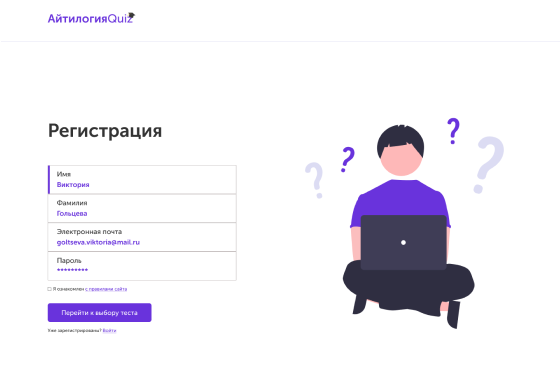 АйтилогияQuiz
Регистрация
Имя
Виктория
Фамилия
Гольцева
Электронная почта
goltseva.viktoria@mail.ru
Пароль
•••••••••
Я ознакомлен с правилами сайта
Перейти к выбору теста
Уже зарегистрированы? Войти